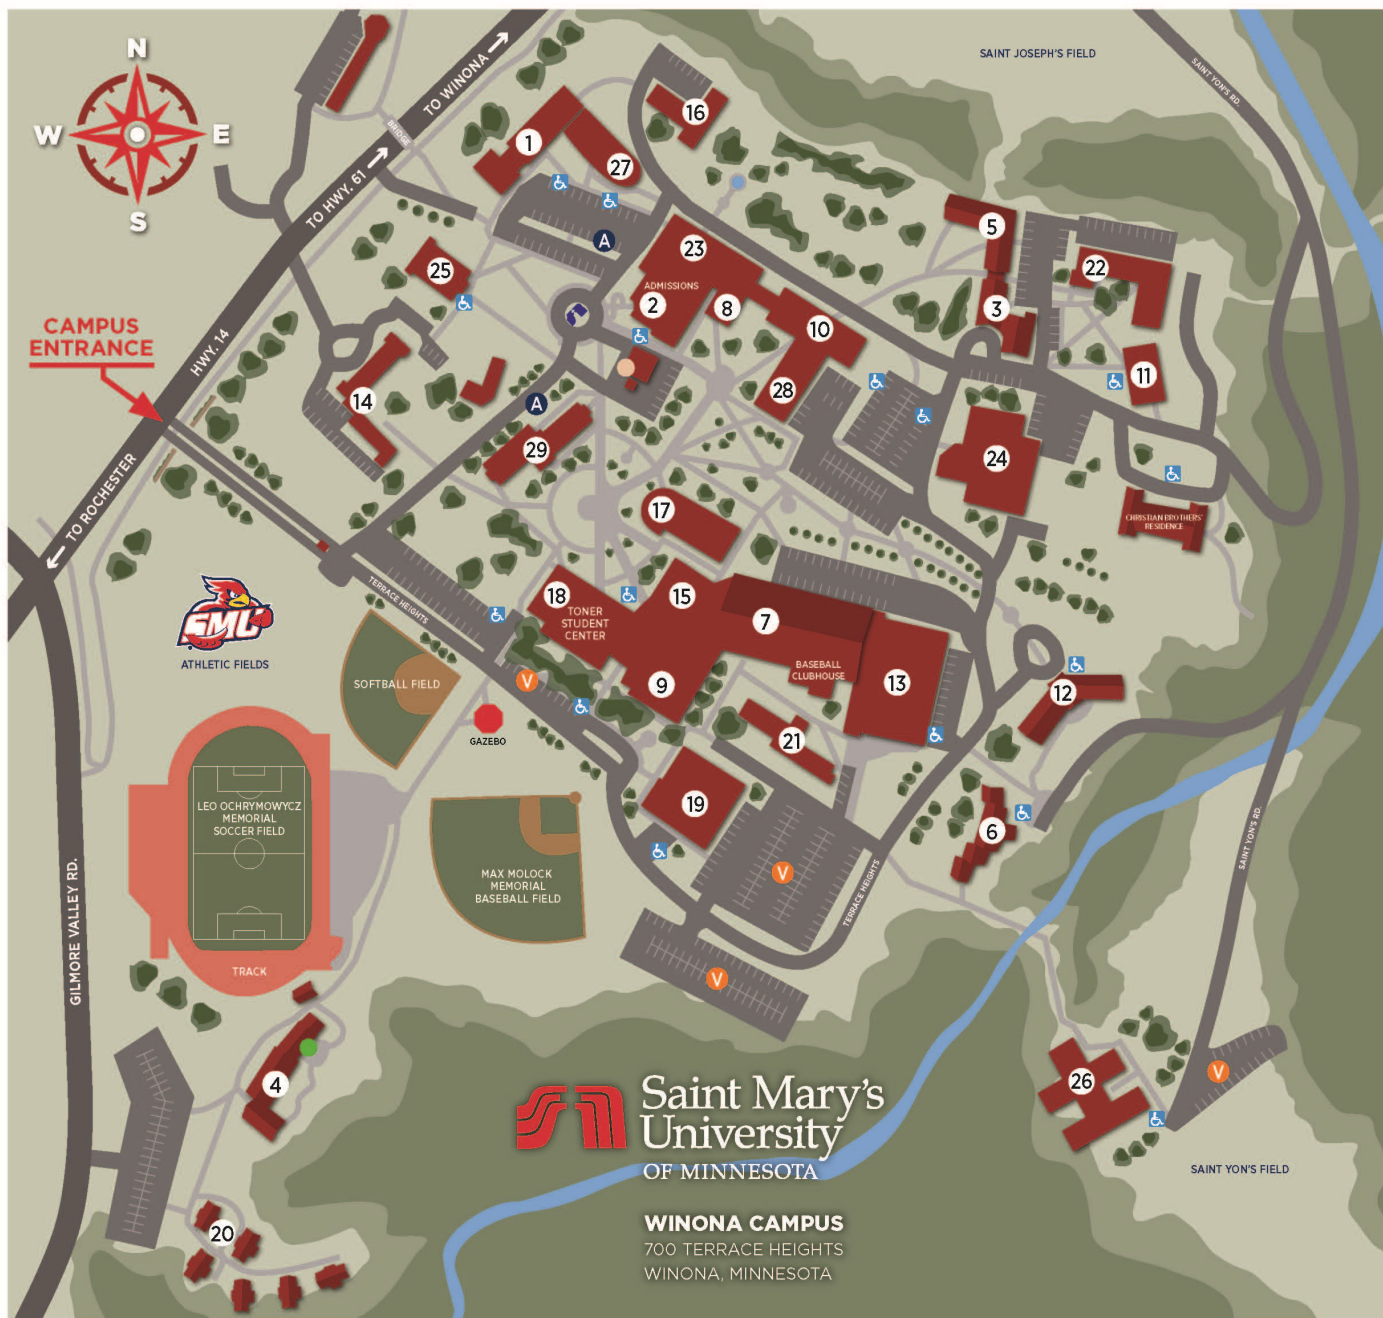 N
W
E
S
SAINT JOSEPH'S FIELD
SAINT YON'S RD.
TO WINONA
BRIDGE
TO HWY. 61
16
1
27
A
5
23
25
22
ADMISSIONS
2
8
3
10
CAMPUS
ENTRANCE
HWY. 14
14
A
28
11
29
24
TO ROCHESTER
17
CHRISTIAN BROTHERS'
RESIDENCE
TERRACE HEIGHTS
SMU
ATHLETIC FIELDS
18
TONER
STUDENT
CENTER
15
7
SOFTBALL FIELD
V
9
BASEBALL
CLUBHOUSE
13
12
GAZEBO
21
LEO OCHRYMOWYCZ
MEMORIAL
SOCCER FIELD
19
6
SAINT YON'S RD.
MAX MOLOCK
MEMORIAL
BASEBALL FIELD
V
TERRACE HEIGHTS
GILMORE VALLEY RD.
TRACK
V
4
V
26
Saint Mary's
University
OF MINNESOTA
SAINT YON'S FIELD
20
WINONA CAMPUS
700 TERRACE HEIGHTS
WINONA, MINNESOTA